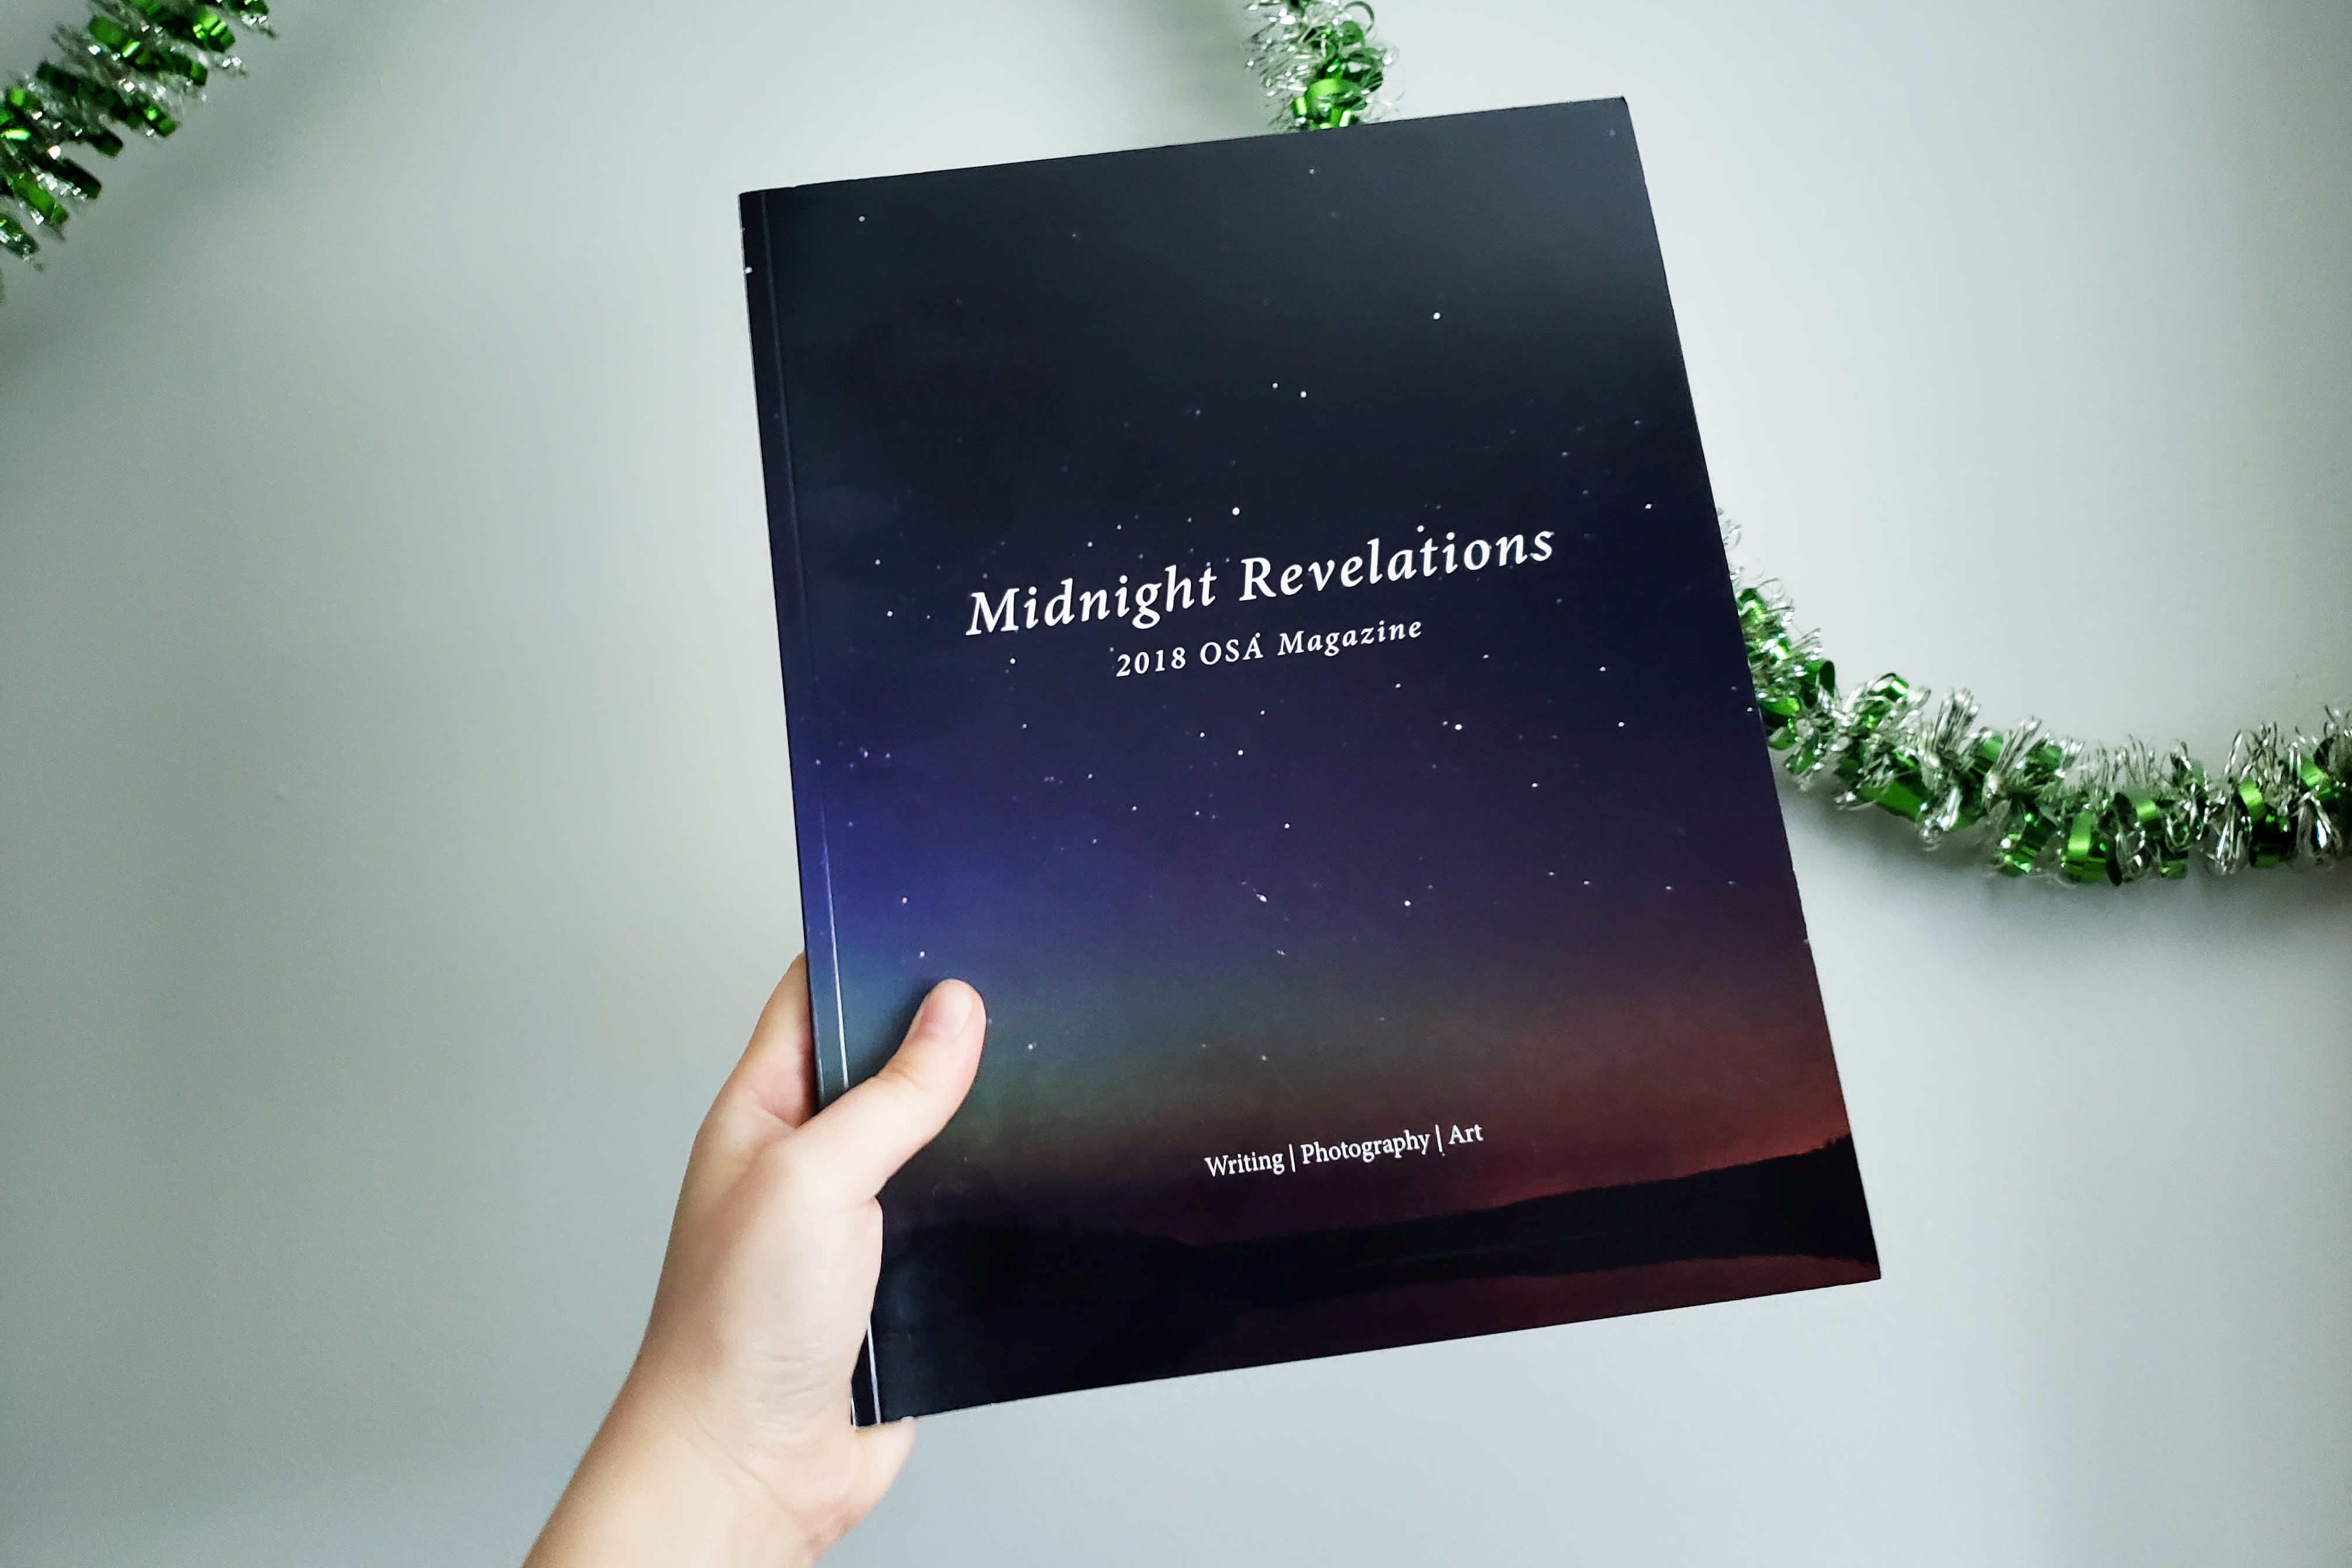 Midnight Revelations
2018 OSA Magazine
Writing | Photography | Art